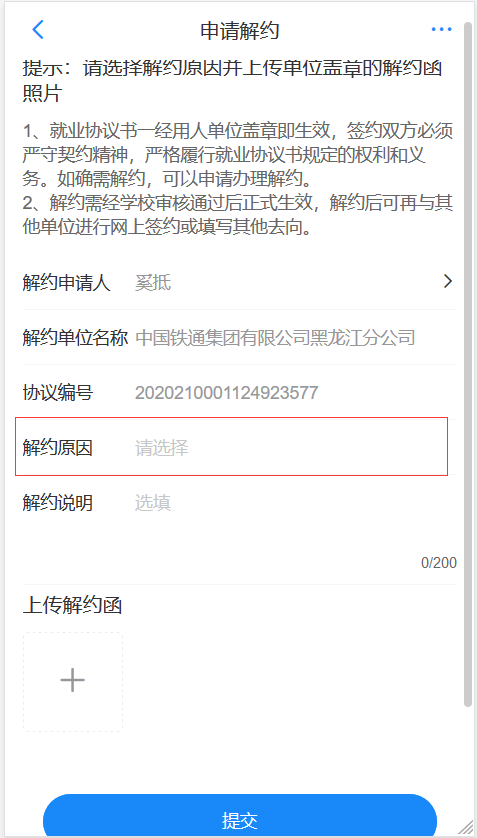 申请解约
提示：请选择解约原因并上传单位盖章的解约函
照片
1、就业协议书一经用人单位盖章即生效，签约双方必须
严守契约精神，严格履行就业协议书规定的权利和义
务。如确需解约，可以申请办理解约。
2、解约需经学校审核通过后正式生效，解约后可再与其
他单位进行网上签约或填写其他去向。
解约申请人 奚抵
解约单位名称 中国铁通集团有限公司黑龙江分公司
协议编号 2020210001124923577
解约原因 请选择
解约说明 选填
0/200
上传解约函
提交